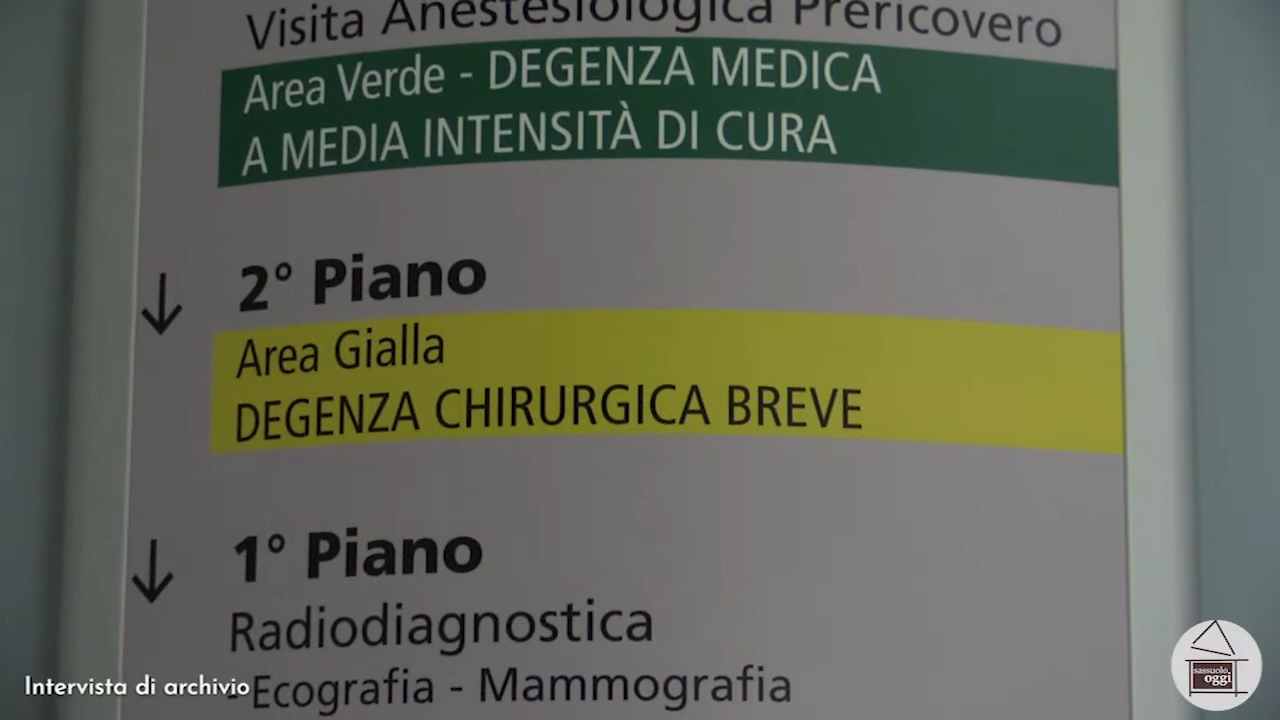 Visita Anestesiologica Prericovero
Area Verde - DEGENZA MEDICA
A MEDIA INTENSITÀ DI CURA
2° Piano
Area Gialla
DEGENZA CHIRURGICA BREVE
1° Piano
Radiodiagnostica
- Ecografia - Mammografia
Intervista di archivio
sassuolo
oggi